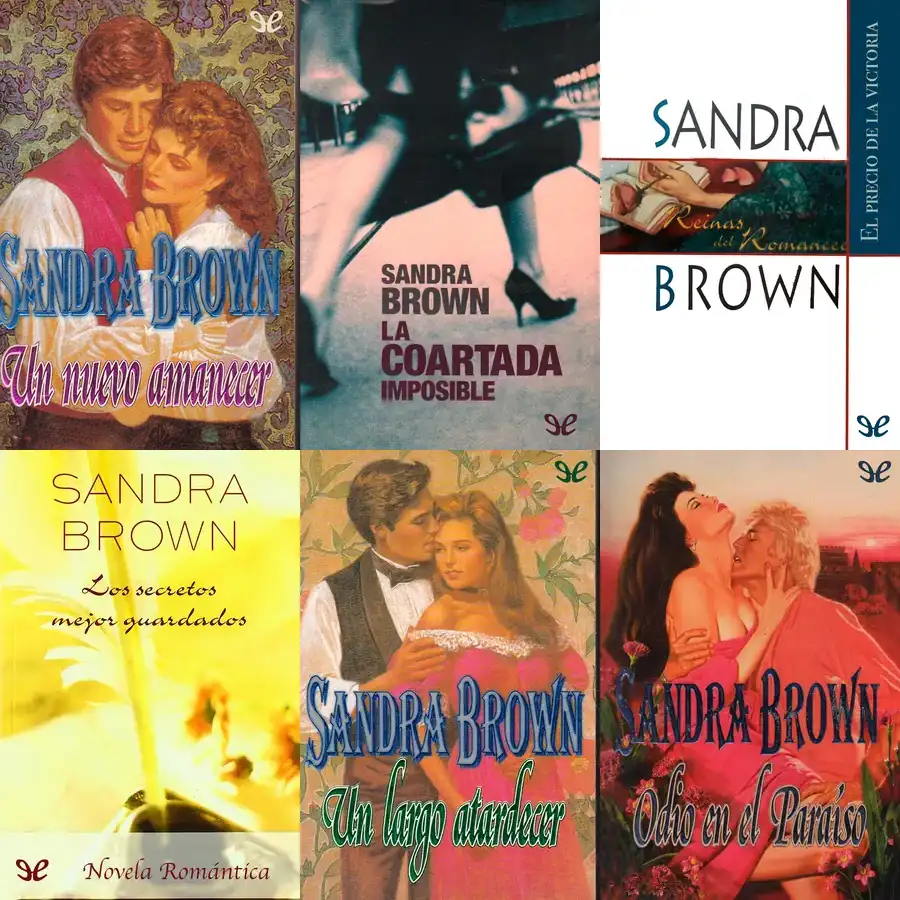 SANDRA BROWN
Un nuevo amanecer
SANDRA
BROWN
LA
COARTADA
IMPOSIBLE
SANDRA
Reinas
del Romance
BROWN
EL PRECIO DE LA VICTORIA
SANDRA
BROWN
Los secretos
mejor guardados
Novela Romántica
SANDRA BROWN
Un largo atardecer
SANDRA BROWN
Odio en el Paraíso